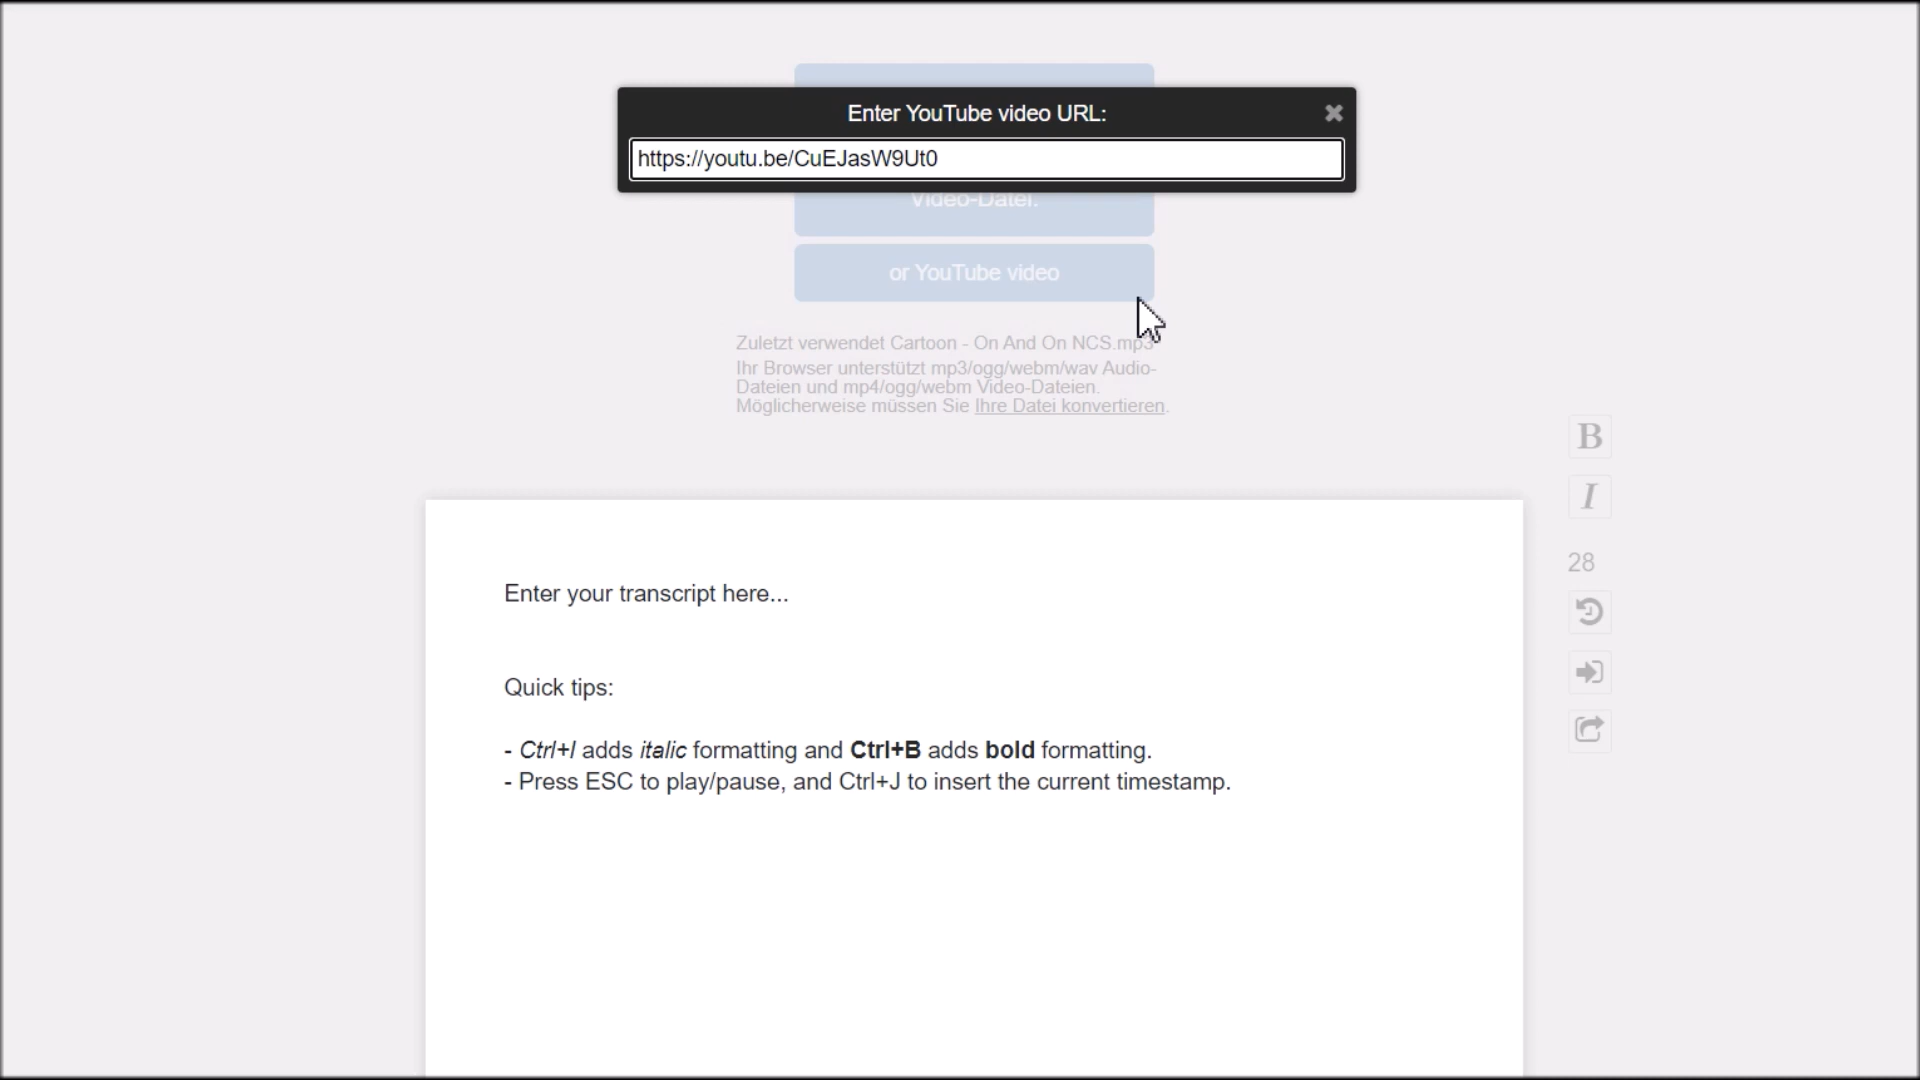 Enter YouTube video URL:
https://youtu.be/CuEJasW9Ut0
Video-Datei.
or YouTube video
Zuletzt verwendet Cartoon - On And On NCS.mp3
Ihr Browser unterstützt mp3/ogg/webm/wav Audio-
Dateien und mp4/ogg/webm Video-Dateien.
Möglicherweise müssen Sie Ihre Datei konvertieren.
B
I
28
Enter your transcript here...
Quick tips:
- Ctrl+I adds italic formatting and Ctrl+B adds bold formatting.
- Press ESC to play/pause, and Ctrl+J to insert the current timestamp.